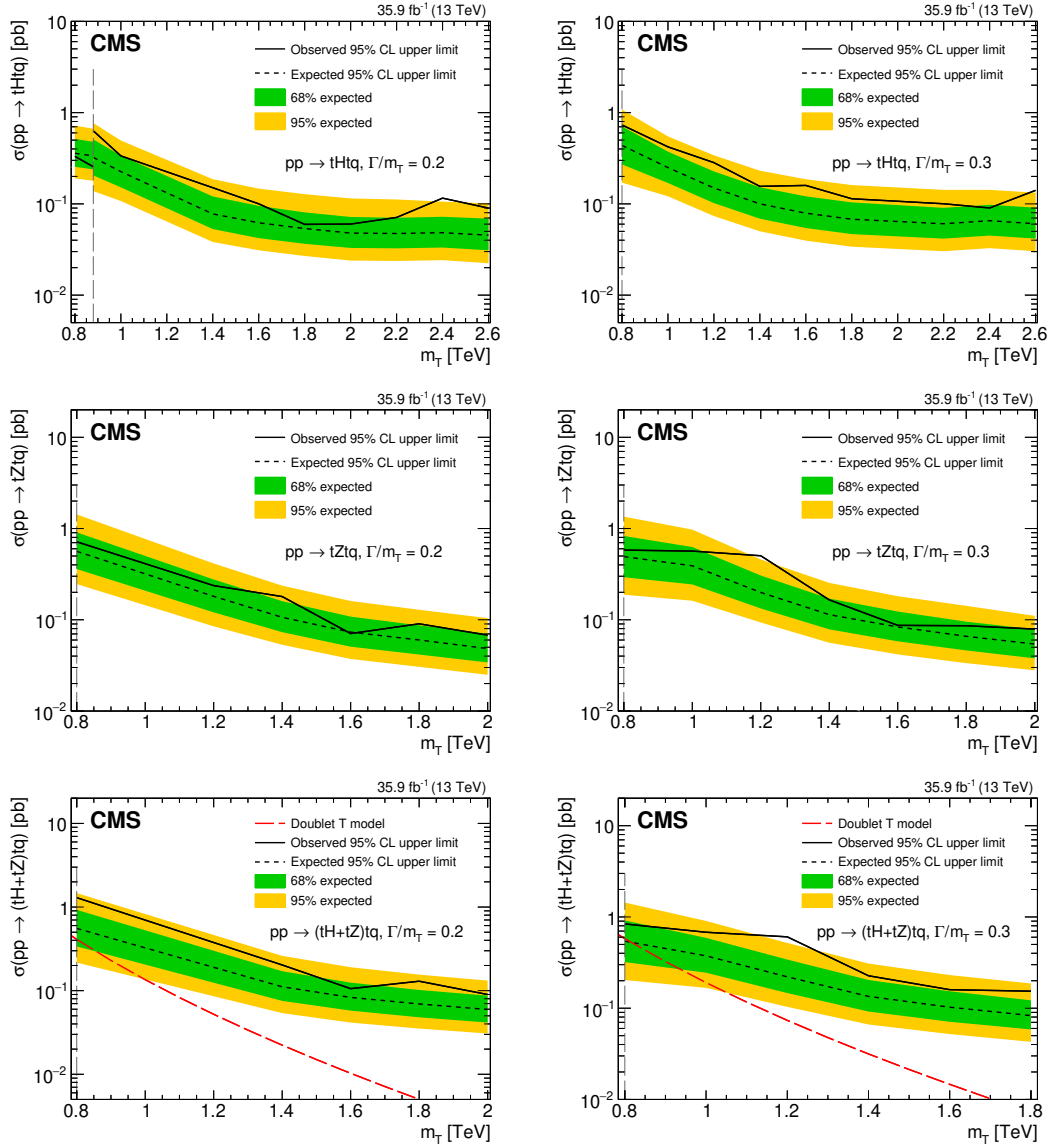 35.9 fb⁻¹ (13 TeV)
σ(pp → tHtq) [pb]
CMS
Observed 95% CL upper limit
Expected 95% CL upper limit
68% expected
95% expected
pp → tHtq, Γ/m_T = 0.2
10
1
10⁻¹
10⁻²
0.8 1 1.2 1.4 1.6 1.8 2 2.2 2.4 2.6
m_T [TeV]
35.9 fb⁻¹ (13 TeV)
σ(pp → tHtq) [pb]
CMS
Observed 95% CL upper limit
Expected 95% CL upper limit
68% expected
95% expected
pp → tHtq, Γ/m_T = 0.3
10
1
10⁻¹
10⁻²
0.8 1 1.2 1.4 1.6 1.8 2 2.2 2.4 2.6
m_T [TeV]
35.9 fb⁻¹ (13 TeV)
σ(pp → tZtq) [pb]
CMS
Observed 95% CL upper limit
Expected 95% CL upper limit
68% expected
95% expected
pp → tZtq, Γ/m_T = 0.2
10
1
10⁻¹
10⁻²
0.8 1 1.2 1.4 1.6 1.8 2
m_T [TeV]
35.9 fb⁻¹ (13 TeV)
σ(pp → tZtq) [pb]
CMS
Observed 95% CL upper limit
Expected 95% CL upper limit
68% expected
95% expected
pp → tZtq, Γ/m_T = 0.3
10
1
10⁻¹
10⁻²
0.8 1 1.2 1.4 1.6 1.8 2
m_T [TeV]
35.9 fb⁻¹ (13 TeV)
σ(pp → (tH+tZ)tq) [pb]
CMS
Doublet T model
Observed 95% CL upper limit
Expected 95% CL upper limit
68% expected
95% expected
pp → (tH+tZ)tq, Γ/m_T = 0.2
10
1
10⁻¹
10⁻²
0.8 1 1.2 1.4 1.6 1.8 2
m_T [TeV]
35.9 fb⁻¹ (13 TeV)
σ(pp → (tH+tZ)tq) [pb]
CMS
Doublet T model
Observed 95% CL upper limit
Expected 95% CL upper limit
68% expected
95% expected
pp → (tH+tZ)tq, Γ/m_T = 0.3
10
1
10⁻¹
10⁻²
0.8 1 1.2 1.4 1.6 1.8
m_T [TeV]